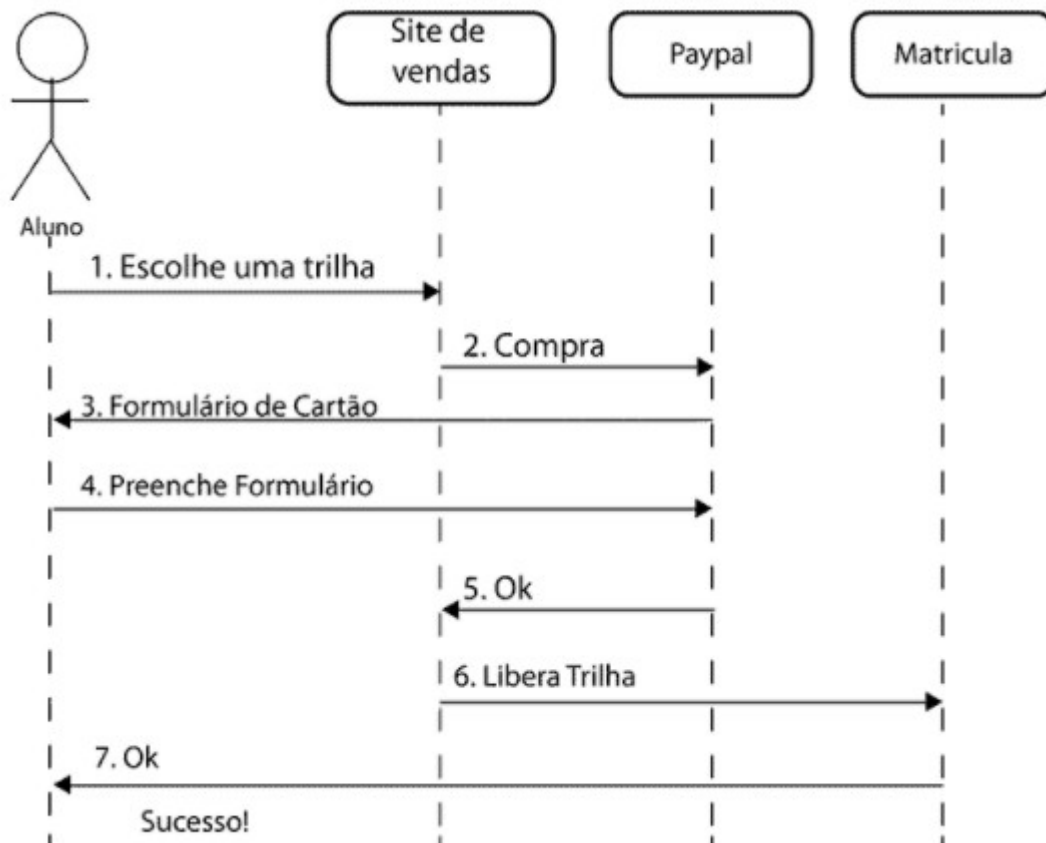 Site de
vendas
Paypal
Matricula
Aluno
1. Escolhe uma trilha
2. Compra
3. Formulário de Cartão
4. Preenche Formulário
5. Ok
6. Libera Trilha
7. Ok
Sucesso!